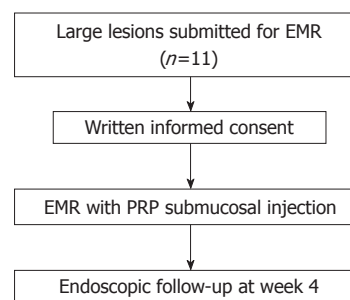 Large lesions submitted for EMR
(n=11)
Written informed consent
EMR with PRP submucosal injection
Endoscopic follow-up at week 4